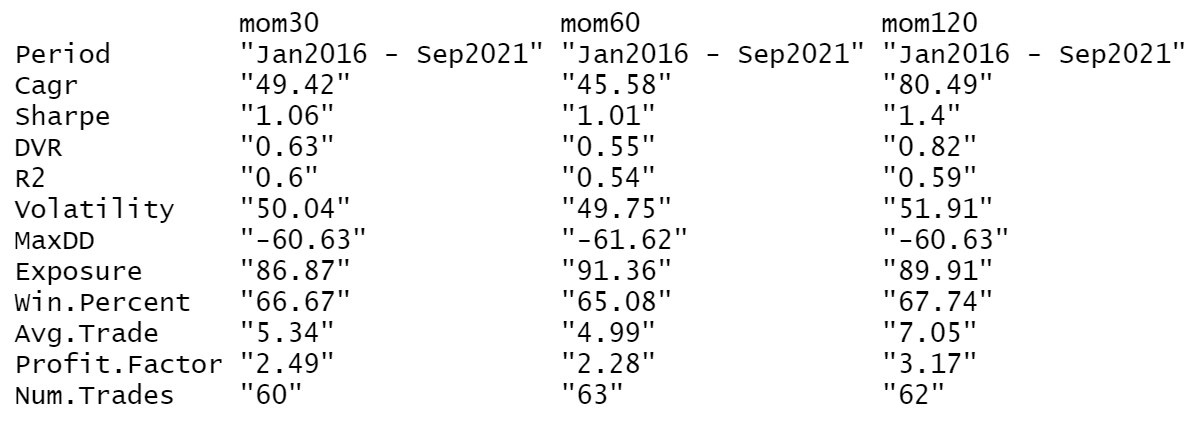 mom30 mom60 mom120
Period "Jan2016 - Sep2021" "Jan2016 - Sep2021" "Jan2016 - Sep2021"
Cagr "49.42" "45.58" "80.49"
Sharpe "1.06" "1.01" "1.4"
DVR "0.63" "0.55" "0.82"
R2 "0.6" "0.54" "0.59"
Volatility "50.04" "49.75" "51.91"
MaxDD "-60.63" "-61.62" "-60.63"
Exposure "86.87" "91.36" "89.91"
Win.Percent "66.67" "65.08" "67.74"
Avg.Trade "5.34" "4.99" "7.05"
Profit.Factor "2.49" "2.28" "3.17"
Num.Trades "60" "63" "62"